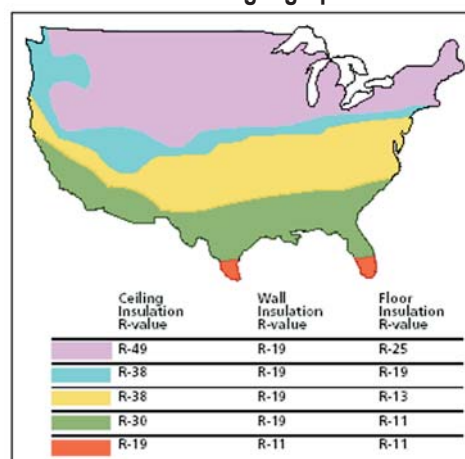 Ceiling Insulation R-value Wall Insulation R-value Floor Insulation R-value
R-49 R-19 R-25
R-38 R-19 R-19
R-38 R-19 R-13
R-30 R-19 R-11
R-19 R-11 R-11